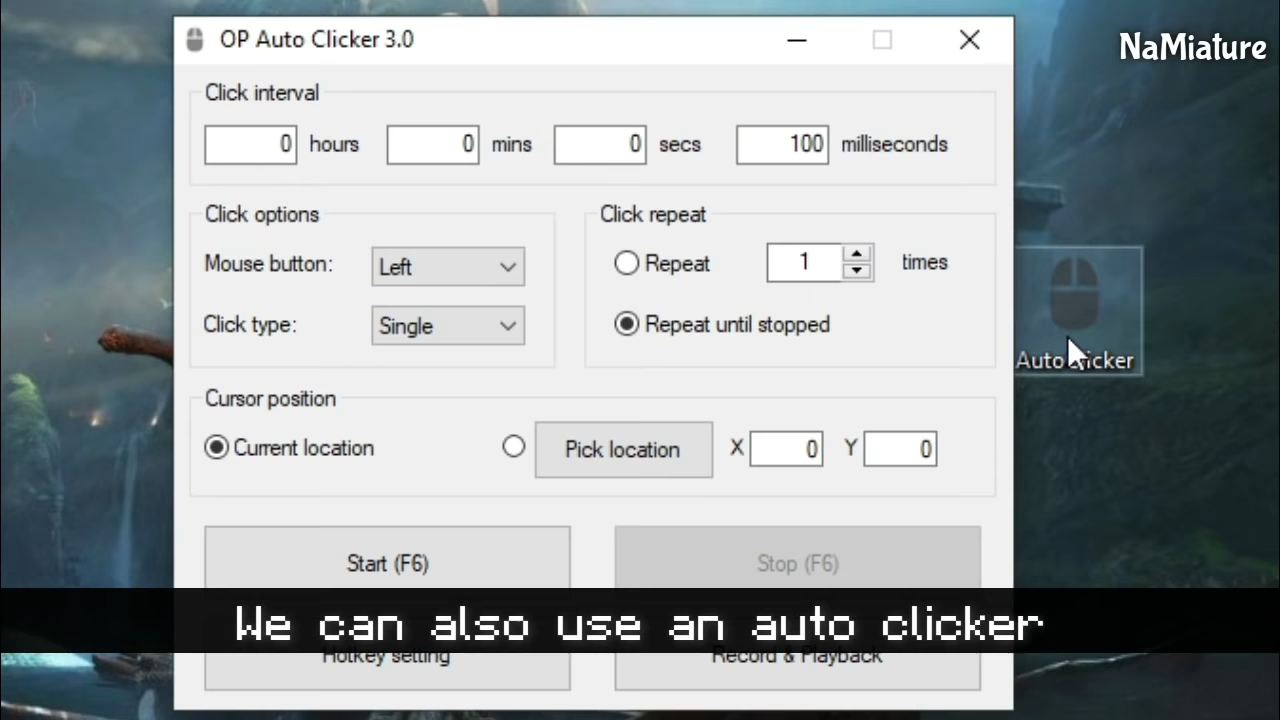 OP Auto Clicker 3.0
NaMiature
Click interval
0 hours 0 mins 0 secs 100 milliseconds
Click options
Mouse button: Left
Click type: Single
Click repeat
Repeat 1 times
Repeat until stopped
Auto Clicker
Cursor position
Current location Pick location X 0 Y 0
Start (F6) Stop (F6)
We can also use an auto clicker
Hotkey setting Record & Playback